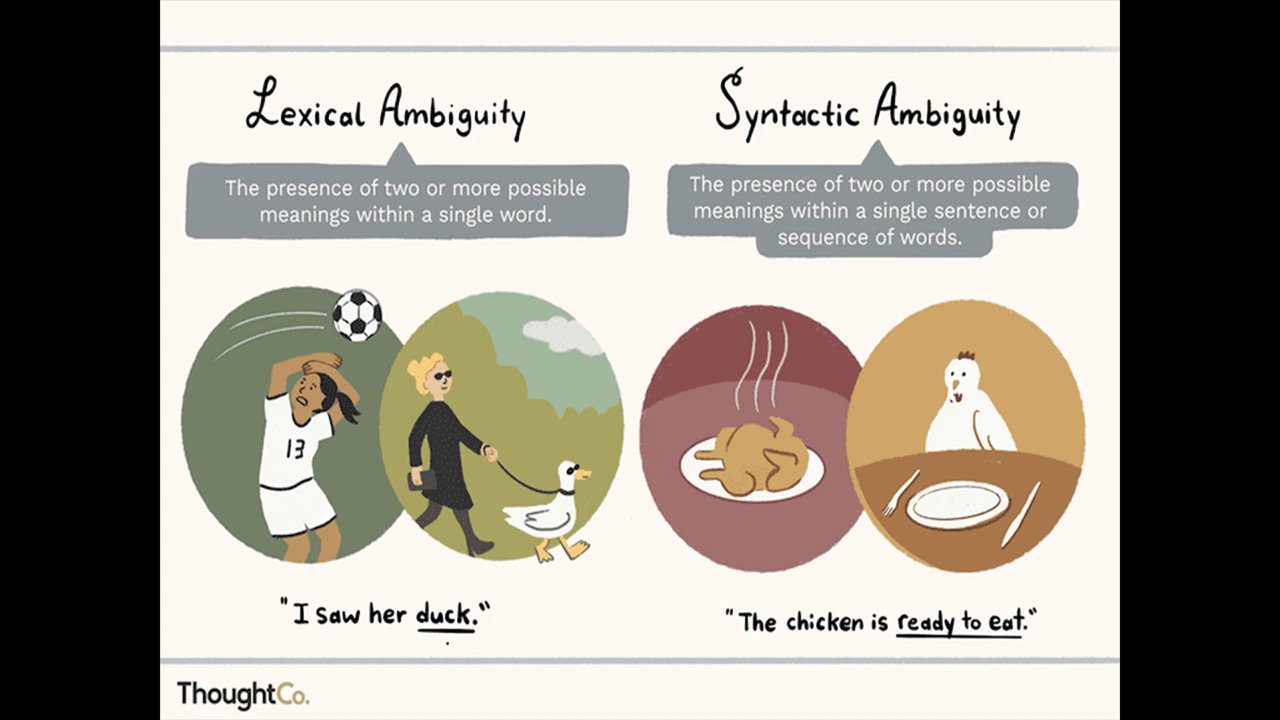 Lexical Ambiguity
The presence of two or more possible
meanings within a single word.
13
"I saw her duck."
Syntactic Ambiguity
The presence of two or more possible
meanings within a single sentence or
sequence of words.
"The chicken is ready to eat."
ThoughtCo.